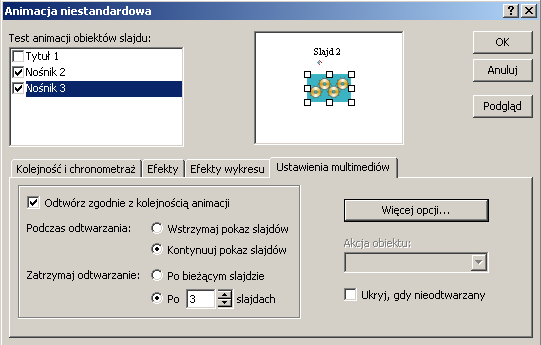 Animacja niestandardowa
Test animacji obiektów slajdu:
Tytuł 1
Nośnik 2
Nośnik 3
Slajd 2
OK
Anuluj
Podgląd
Kolejność i chronometraż
Efekty
Efekty wykresu
Ustawienia multimediów
Odtwórz zgodnie z kolejnością animacji
Podczas odtwarzania:
Wstrzymaj pokaz slajdów
Kontynuuj pokaz slajdów
Zatrzymaj odtwarzanie:
Po bieżącym slajdzie
Po 3 slajdach
Więcej opcji...
Akcja obiektu:
Ukryj, gdy nieodtwarzany